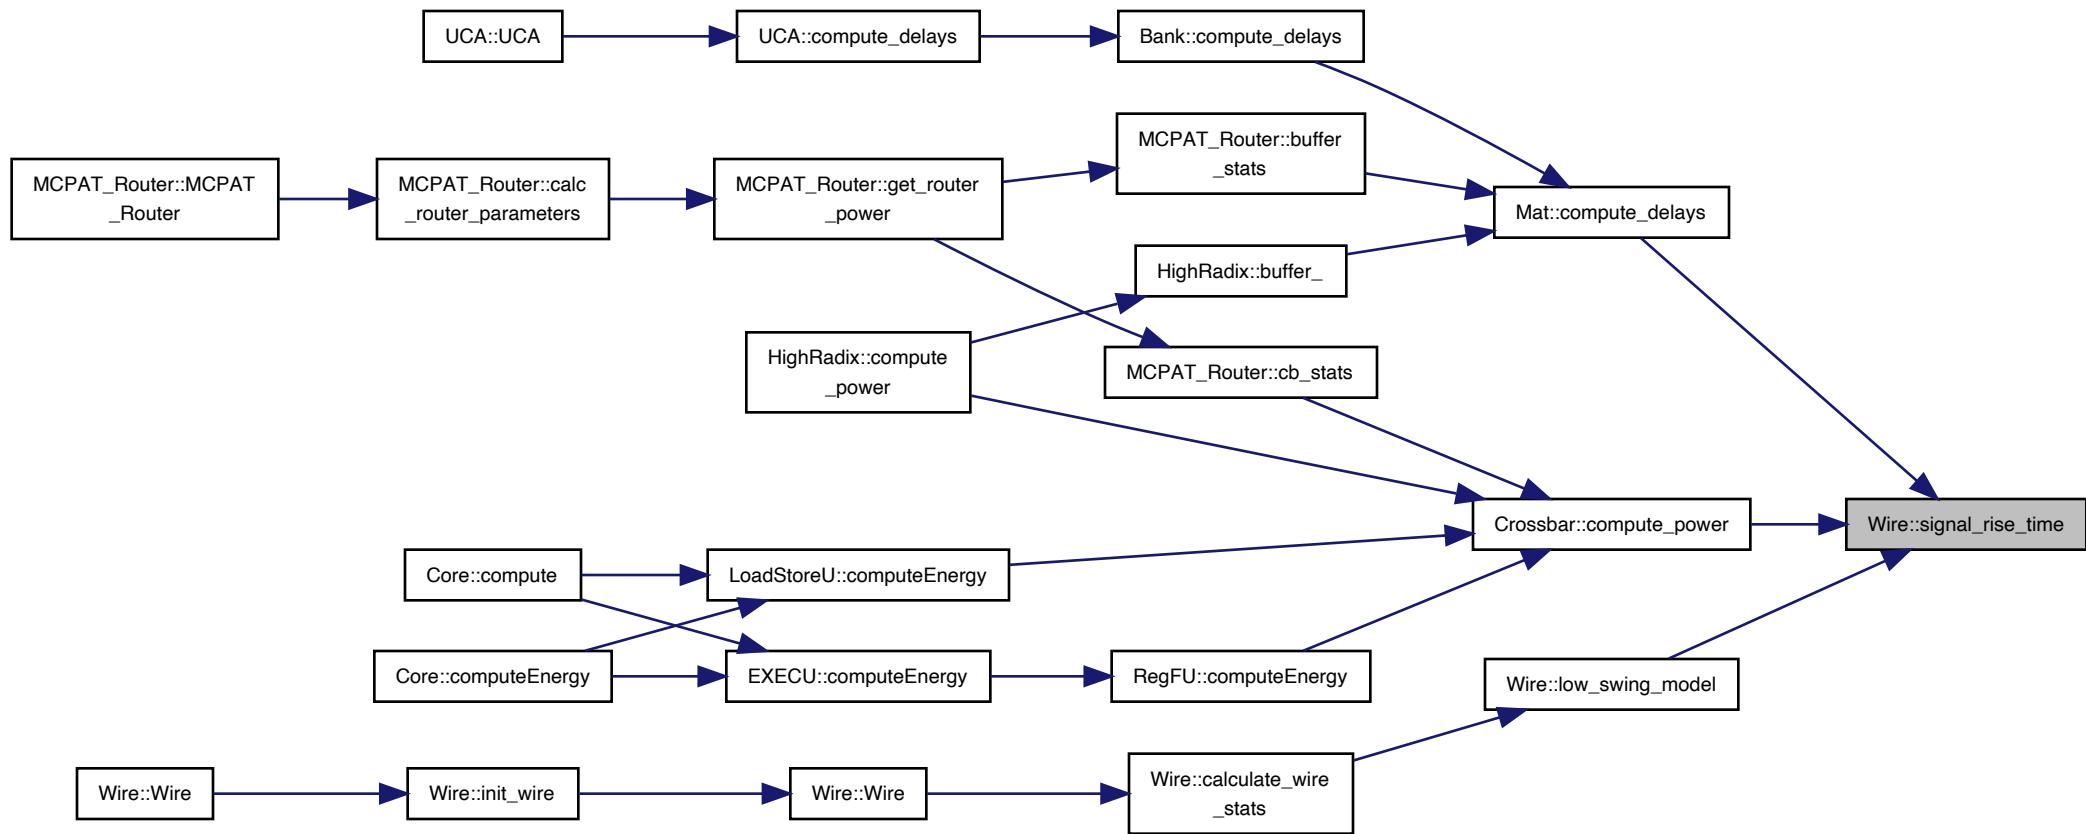 UCA::UCA
UCA::compute_delays
Bank::compute_delays
MCPAT_Router::MCPAT
_Router
MCPAT_Router::calc
_router_parameters
MCPAT_Router::get_router
_power
MCPAT_Router::buffer
_stats
Mat::compute_delays
HighRadix::buffer_
HighRadix::compute
_power
MCPAT_Router::cb_stats
Crossbar::compute_power
Wire::signal_rise_time
Core::compute
LoadStoreU::computeEnergy
Core::computeEnergy
EXECU::computeEnergy
RegFU::computeEnergy
Wire::low_swing_model
Wire::Wire
Wire::init_wire
Wire::Wire
Wire::calculate_wire
_stats